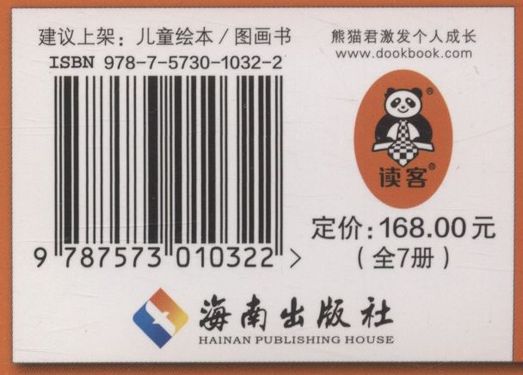 建议上架：儿童绘本/图画书
ISBN 978-7-5730-1032-2
9 787573 010322 >
熊猫君激发个人成长
www.dookbook.com
读客®
定价：168.00元
（全7册）
海南出版社
HAINAN PUBLISHING HOUSE